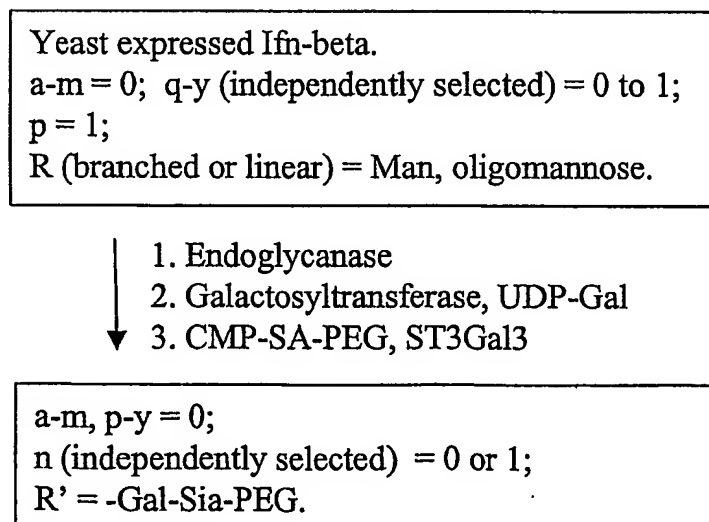 Yeast expressed Ifn-beta.
a-m = 0; q-y (independently selected) = 0 to 1;
p = 1;
R (branched or linear) = Man, oligomannose.
1. Endoglycanase
2. Galactosyltransferase, UDP-Gal
3. CMP-SA-PEG, ST3Gal3
a-m, p-y = 0;
n (independently selected) = 0 or 1;
R' = -Gal-Sia-PEG.